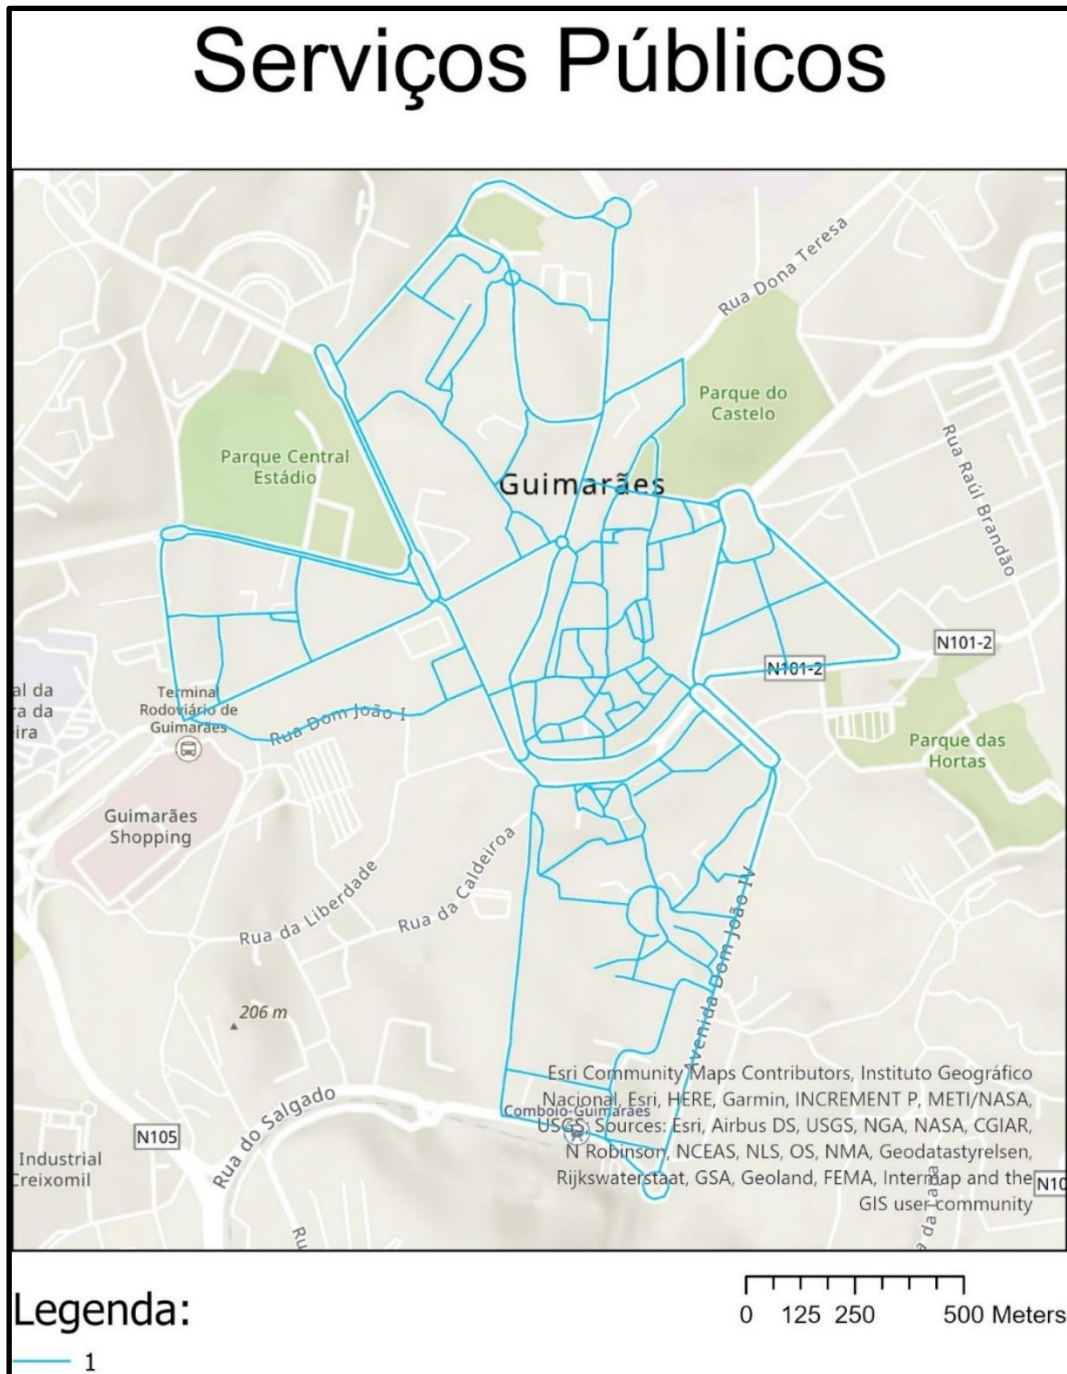 Serviços Públicos
Rua Dona Teresa
Parque do
Castelo
Rua Raúl Brandão
Parque Central
Estádio
Guimarães
N101-2
N101-2
al da
ra da
eira
Terminal
Rodoviário de
Guimarães
Rua Dom João I
Parque das
Hortas
Guimarães
Shopping
Rua da Liberdade
Rua da Caldeiroa
Avenida Dom João IV
206 m
Esri Community Maps Contributors, Instituto Geográfico
Nacional, Esri, HERE, Garmin, INCREMENT P, METI/NASA,
USGS; Sources: Esri, Airbus DS, USGS, NGA, NASA, CGIAR,
N Robinson, NCEAS, NLS, OS, NMA, Geodatastyrelsen,
Rijkswaterstaat, GSA, Geoland, FEMA, Intermap and the
GIS user community
Comboio-Guimarães
N105
Rua do Salgado
Industrial
Creixomil
Ru
a da Lapa
N10
Legenda:
1
0 125 250 500 Meters